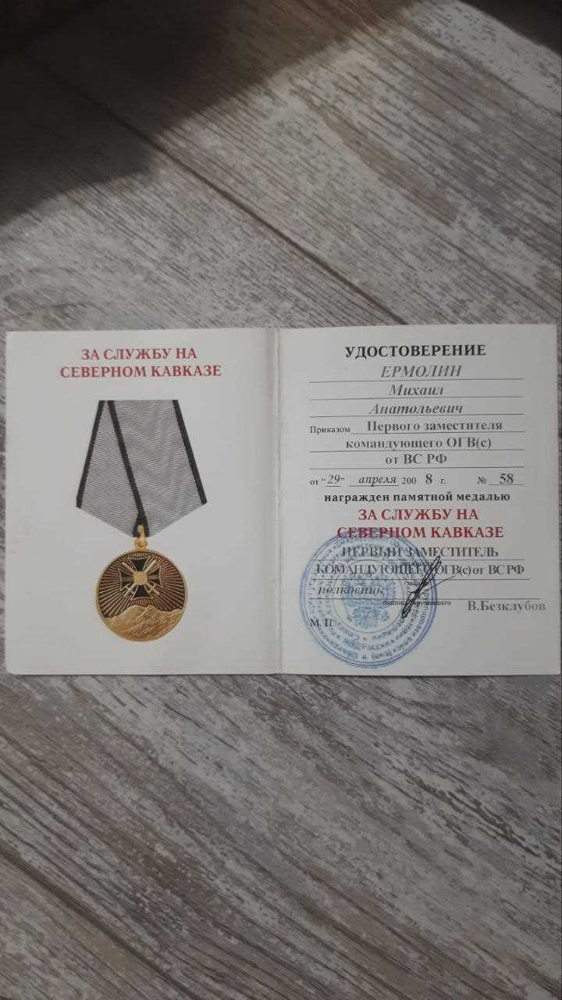 ЗА СЛУЖБУ НА
СЕВЕРНОМ КАВКАЗЕ
УДОСТОВЕРЕНИЕ
ЕРМОЛИН
Михаил
Анатольевич
Приказом Первого заместителя
командующего ОГВ(с)
от ВС РФ
от "29" апреля 2008 г. № 58
награжден памятной медалью
ЗА СЛУЖБУ НА
СЕВЕРНОМ КАВКАЗЕ
ПЕРВЫЙ ЗАМЕСТИТЕЛЬ
КОМАНДУЮЩЕГО ОГВ(с) от ВС РФ
полковник
В.Безклубов
М. П.